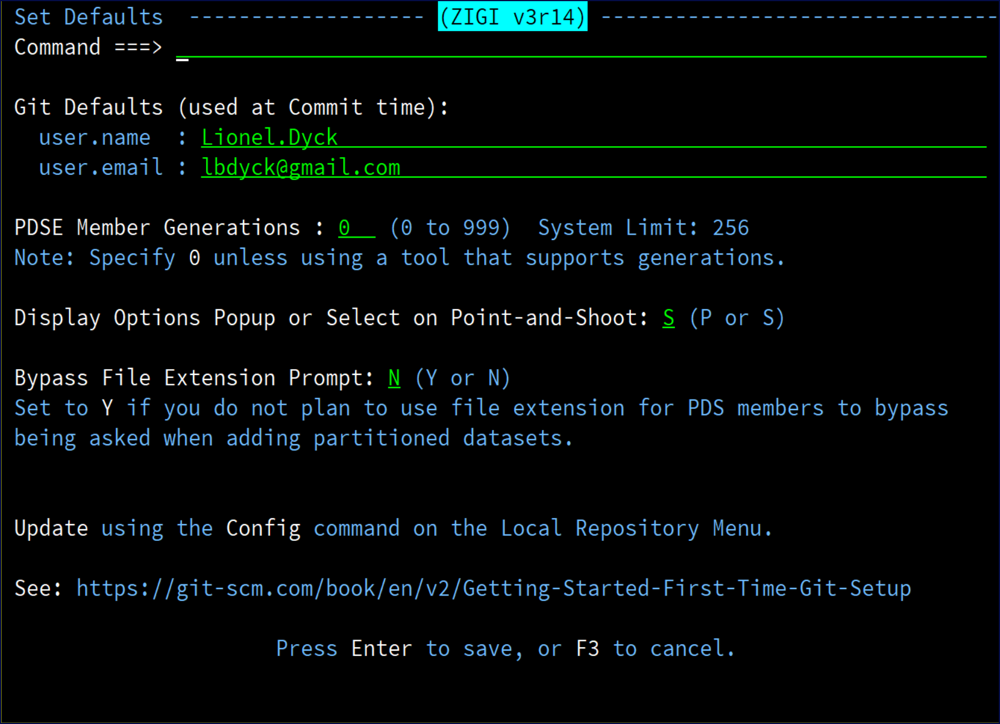 Set Defaults  ------------------- (ZIGI v3r14) --------------------------------
Command ===> _

Git Defaults (used at Commit time):
  user.name  : Lionel.Dyck
  user.email : lbdyck@gmail.com

PDSE Member Generations : 0   (0 to 999)  System Limit: 256
Note: Specify 0 unless using a tool that supports generations.

Display Options Popup or Select on Point-and-Shoot: S (P or S)

Bypass File Extension Prompt: N (Y or N)
Set to Y if you do not plan to use file extension for PDS members to bypass
being asked when adding partitioned datasets.

Update using the Config command on the Local Repository Menu.

See: https://git-scm.com/book/en/v2/Getting-Started-First-Time-Git-Setup

Press Enter to save, or F3 to cancel.